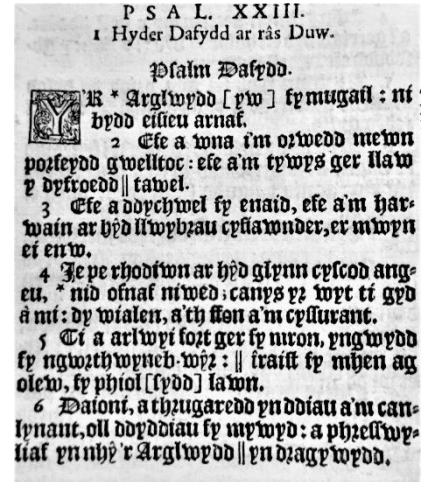 PSAL. XXIII.
1 Hyder Dafydd ar râs Duw.
Psalm Dafydd.
YR * Arglwydd [yw] fy mugail : ni
bydd eisieu arnaf.
2 Efe a wna i'm orwedd mewn
porfeydd gwelltoc : efe a'm tywys ger llaw
y dyfroedd || tawel.
3 Efe a ddychwel fy enaid, efe a'm har-
wain ar hŷd llwybrau cyfiawnder, er mwyn
ei enw.
4 Je pe rhodiwn ar hŷd glynn cyscod ang-
eu, * nid ofnaf niwed ; canys yr wyt ti gyd
â mi : dy wialen, a'th ffon a'm cyssurant.
5 Ti a arlwyi fort ger fy mron, yngwydd
fy ngwrthwyneb-wŷr : || iraist fy mhen ag
olew, fy phiol [sydd] lawn.
6 Daioni, a thrugaredd yn ddiau a'm can-
lynant, oll ddyddiau fy mywyd : a phresswy-
liaf yn nhŷ'r Arglwydd || yn dragywydd.